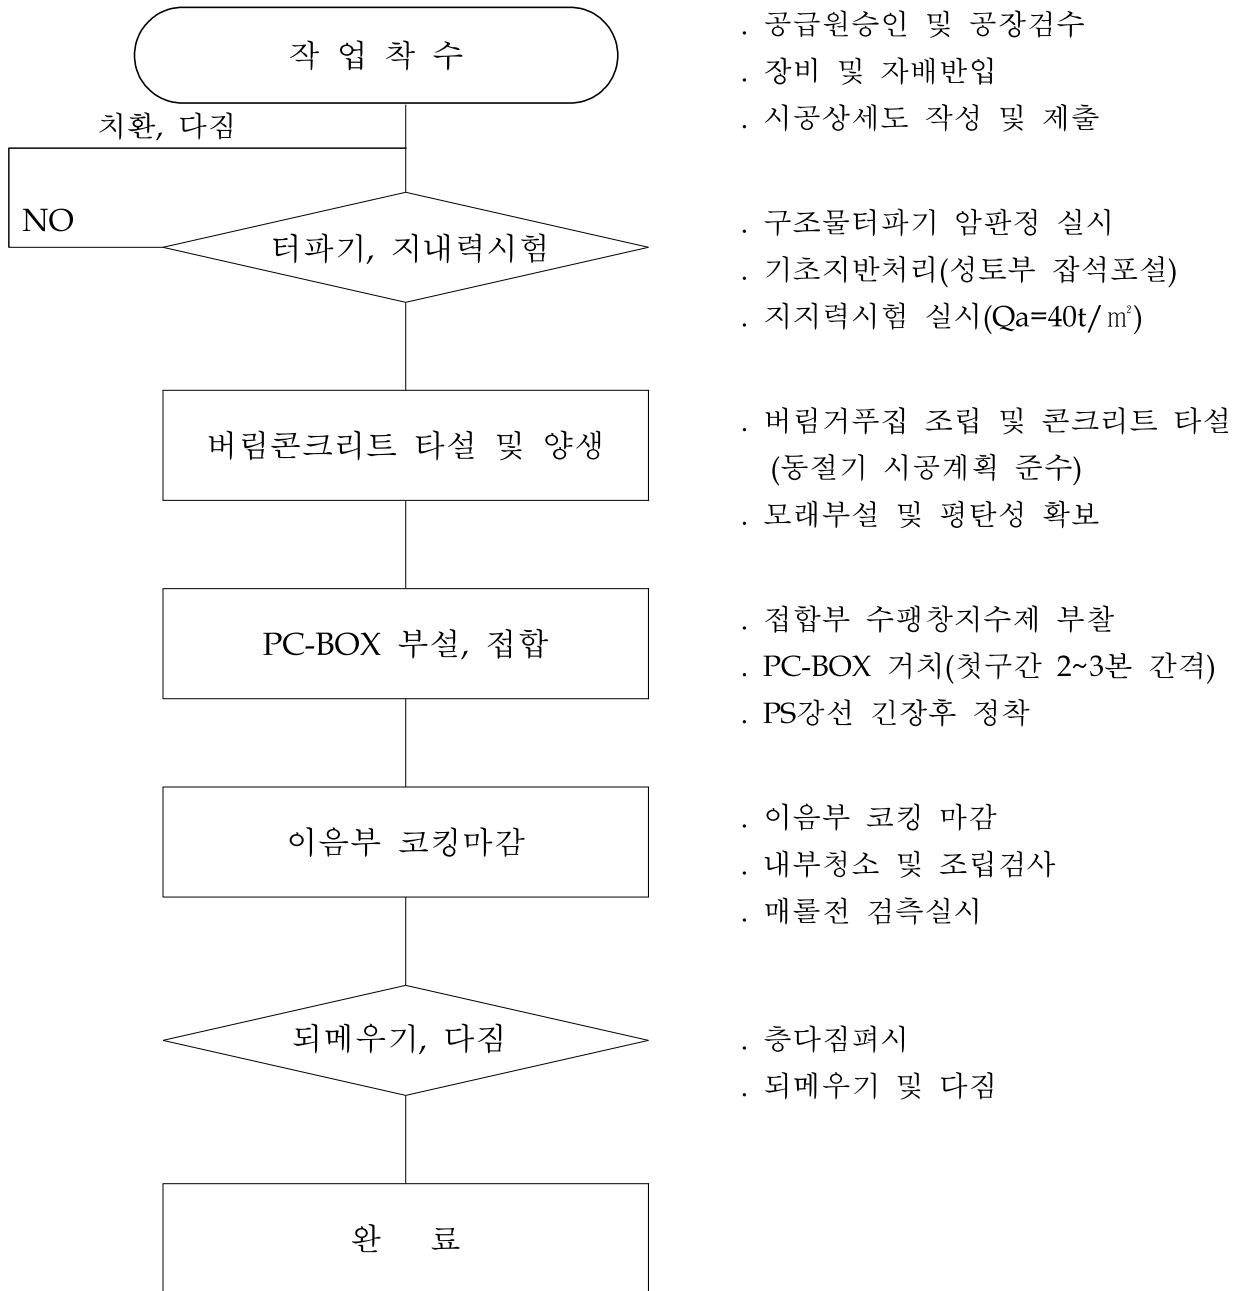 작 업 착 수
. 공급원승인 및 공장검수
. 장비 및 자배반입
. 시공상세도 작성 및 제출
치환, 다짐
NO
터파기, 지내력시험
. 구조물터파기 암판정 실시
. 기초지반처리(성토부 잡석포설)
. 지지력시험 실시(Qa=40t/㎡)
버림콘크리트 타설 및 양생
. 버림거푸집 조립 및 콘크리트 타설
(동절기 시공계획 준수)
. 모래부설 및 평탄성 확보
PC-BOX 부설, 접합
. 접합부 수팽창지수제 부찰
. PC-BOX 거치(첫구간 2~3본 간격)
. PS강선 긴장후 정착
이음부 코킹마감
. 이음부 코킹 마감
. 내부청소 및 조립검사
. 매롤전 검측실시
되메우기, 다짐
. 층다짐펴시
. 되메우기 및 다짐
완 료